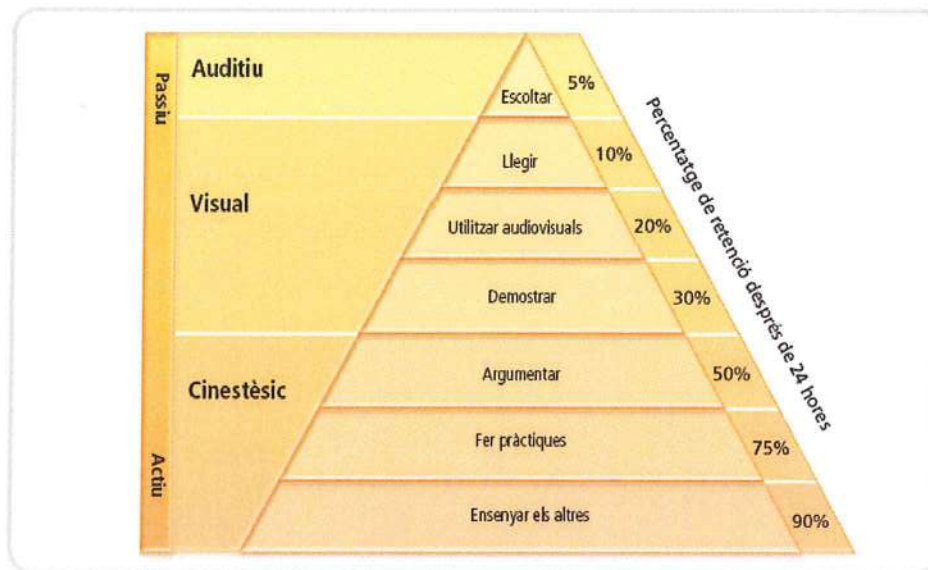 Passiu
Actiu
Auditiu
Visual
Cinestèsic
Escoltar
5%
Llegir
10%
Utilitzar audiovisuals
20%
Demostrar
30%
Argumentar
50%
Fer pràctiques
75%
Ensenyar els altres
90%
Percentatge de retenció després de 24 hores